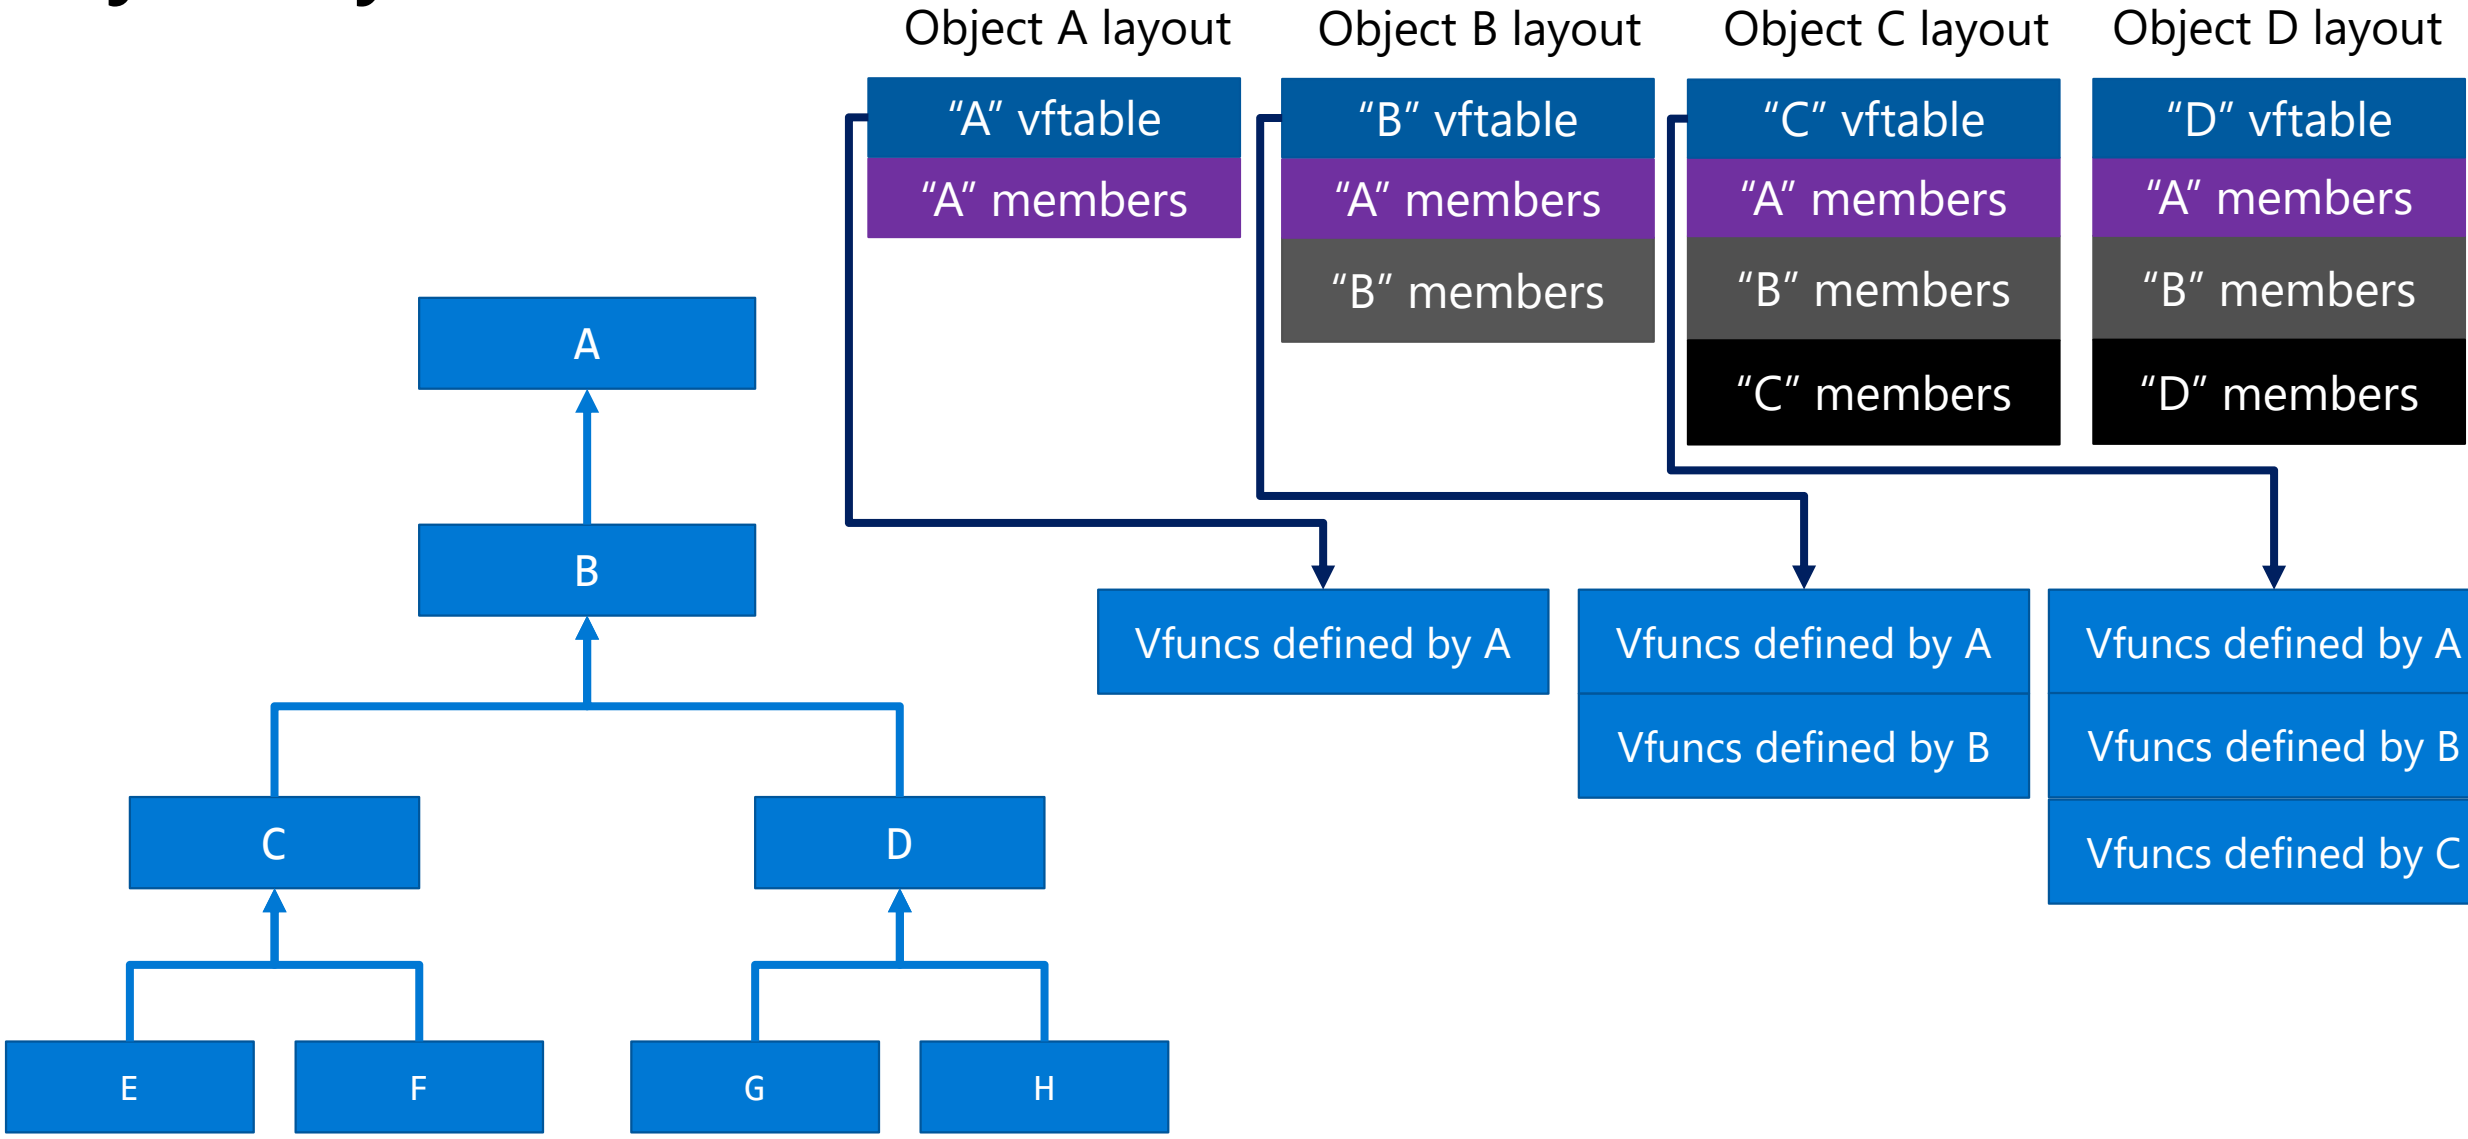 Object A layout
Object B layout
Object C layout
Object D layout
“A” vftable
“A” members
“B” vftable
“A” members
“B” members
“C” vftable
“A” members
“B” members
“C” members
“D” vftable
“A” members
“B” members
“D” members
A
B
C
D
E
F
G
H
Vfuncs defined by A
Vfuncs defined by A
Vfuncs defined by B
Vfuncs defined by A
Vfuncs defined by B
Vfuncs defined by C